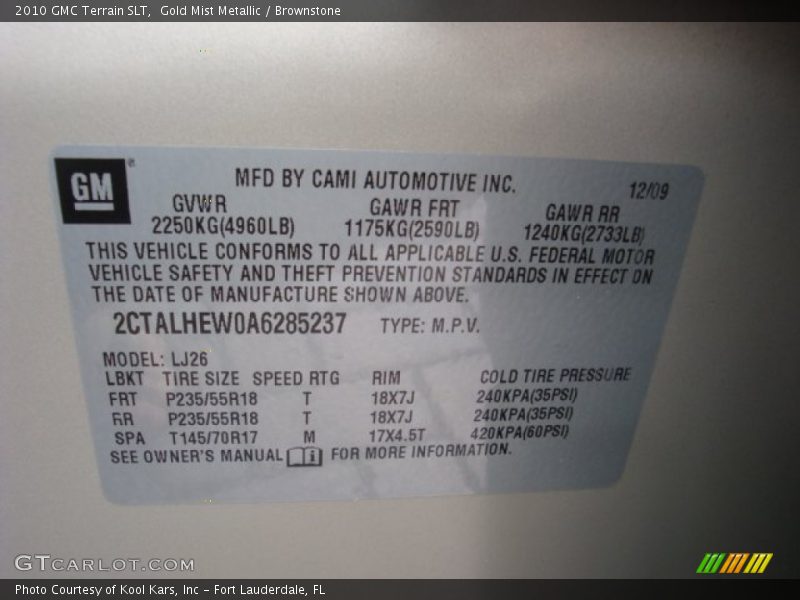 2010 GMC Terrain SLT,  Gold Mist Metallic / Brownstone
GM
®
MFD BY CAMI AUTOMOTIVE INC.
12/09
GVWR GAWR FRT GAWR RR
2250KG(4960LB) 1175KG(2590LB) 1240KG(2733LB)
THIS VEHICLE CONFORMS TO ALL APPLICABLE U.S. FEDERAL MOTOR
VEHICLE SAFETY AND THEFT PREVENTION STANDARDS IN EFFECT ON
THE DATE OF MANUFACTURE SHOWN ABOVE.
2CTALHEW0A6285237 TYPE: M.P.V.
MODEL: LJ26
LBKT TIRE SIZE SPEED RTG RIM COLD TIRE PRESSURE
FRT P235/55R18 T 18X7J 240KPA(35PSI)
RR P235/55R18 T 18X7J 240KPA(35PSI)
SPA T145/70R17 M 17X4.5T 420KPA(60PSI)
SEE OWNER'S MANUAL i FOR MORE INFORMATION.
GTCARLOT.COM
Photo Courtesy of Kool Kars, Inc – Fort Lauderdale, FL